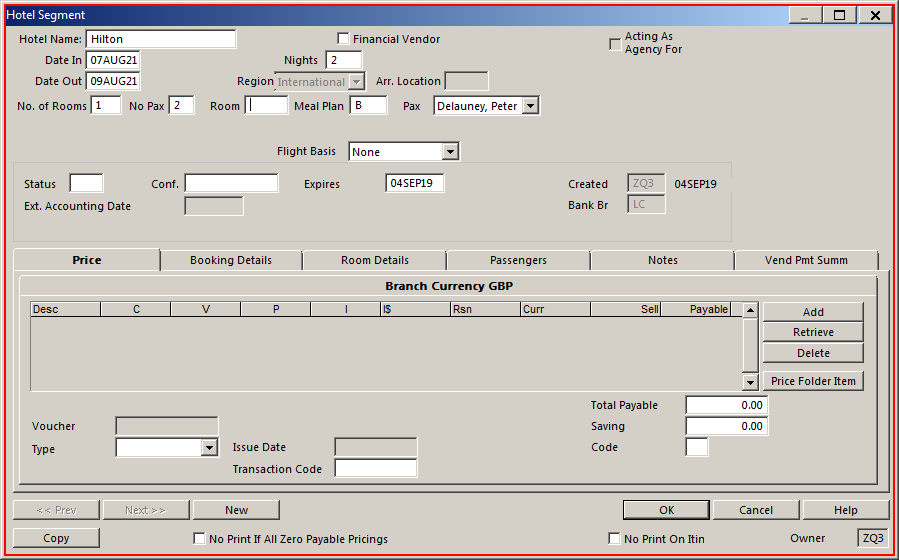 Hotel Segment
Hotel Name: Hilton Financial Vendor Acting As
Agency For
Date In 07AUG21 Nights 2
Date Out 09AUG21 Region International Arr. Location
No. of Rooms 1 No Pax 2 Room Meal Plan B Pax Delauney, Peter
Flight Basis None
Status Conf. Expires 04SEP19 Created ZQ3 04SEP19
Ext. Accounting Date Bank Br LC
Price Booking Details Room Details Passengers Notes Vend Pmt Summ
Branch Currency GBP
Desc C V P I I$ Rsn Curr Sell Payable Add
Retrieve
Delete
Price Folder Item
Total Payable 0.00
Voucher Saving 0.00
Type Issue Date Code
Transaction Code
<< Prev Next >> New OK Cancel Help
Copy No Print If All Zero Payable Pricings No Print On Itin Owner ZQ3